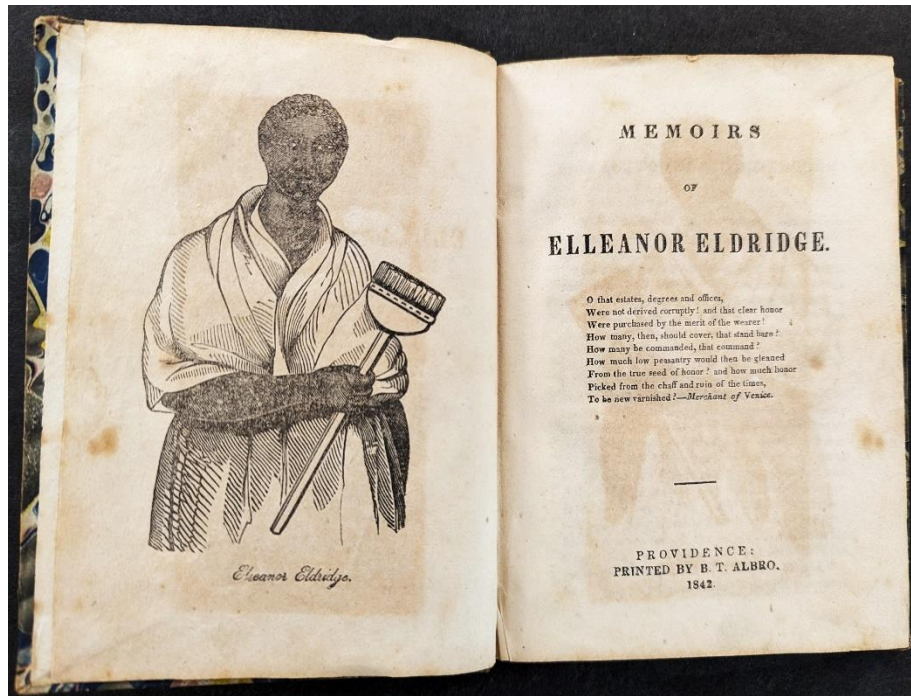 Elleanor Eldridge.
MEMOIRS
OF
ELLEANOR ELDRIDGE.
O that estates, degrees and offices,
Were not derived corruptly! and that clear honor
Were purchased by the merit of the wearer!
How many, then, should cover, that stand bare?
How many be commanded, that command?
How much low peasantry would then be gleaned
From the true seed of honor? and how much honor
Picked from the chaff and ruin of the times,
To be new varnished?—Merchant of Venice.
PROVIDENCE:
PRINTED BY B. T. ALBRO.
1842.